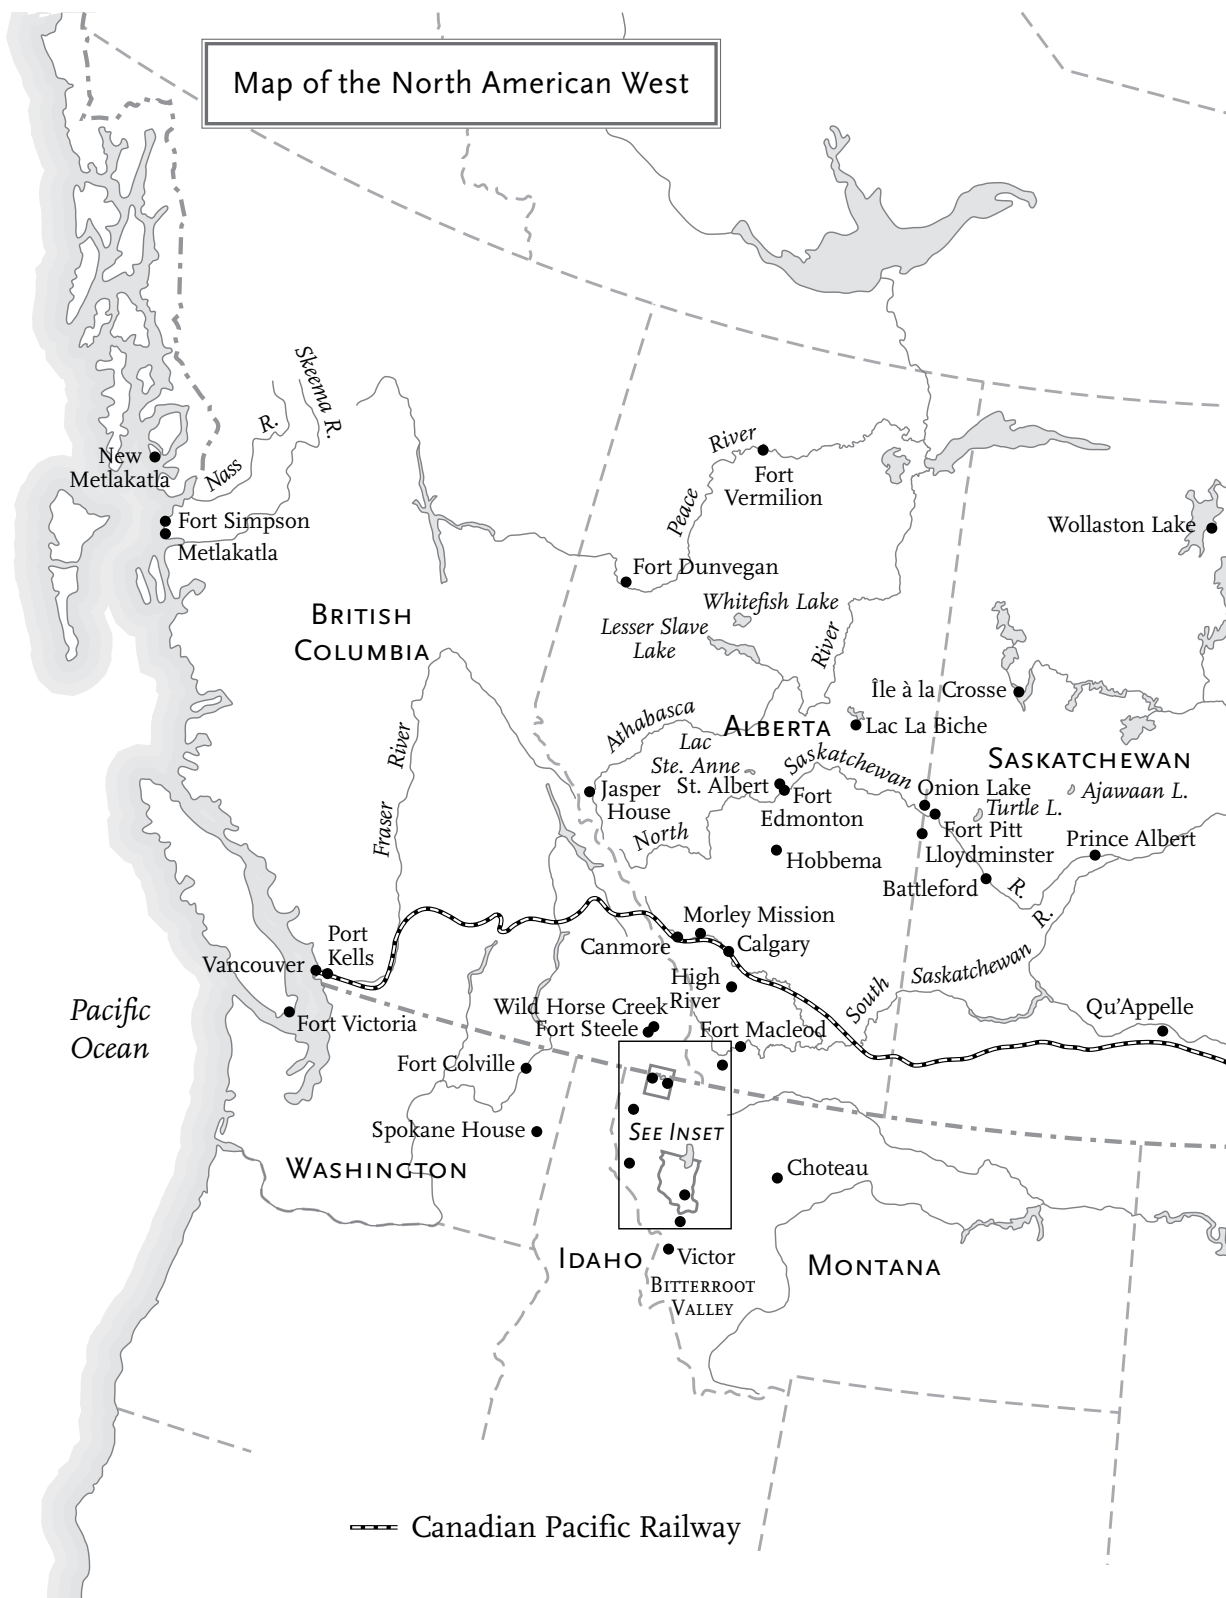 Map of the North American West
Skeema R.
Nass R.
New
Metlakatla
Fort Simpson
Metlakatla
Peace River
Fort
Vermilion
Wollaston Lake
Fort Dunvegan
Whitefish Lake
Lesser Slave
Lake
British
Columbia
Athabasca River
Île à la Crosse
Alberta
Lac La Biche
Fraser River
Lac
Ste. Anne
Saskatchewan
St. Albert
Jasper
House
Fort
Edmonton
North Saskatchewan R.
Onion Lake
Ajawaan L.
Turtle L.
Fort Pitt
Lloydminster
Prince Albert
Hobbema
Battleford
Morley Mission
Canmore
Calgary
Port
Kells
Vancouver
High
River
South Saskatchewan R.
Pacific
Ocean
Wild Horse Creek
Fort Steele
Fort Macleod
Qu'Appelle
Fort Victoria
Fort Colville
Spokane House
See Inset
Washington
Choteau
Idaho
Victor
Montana
Bitterroot
Valley
Canadian Pacific Railway